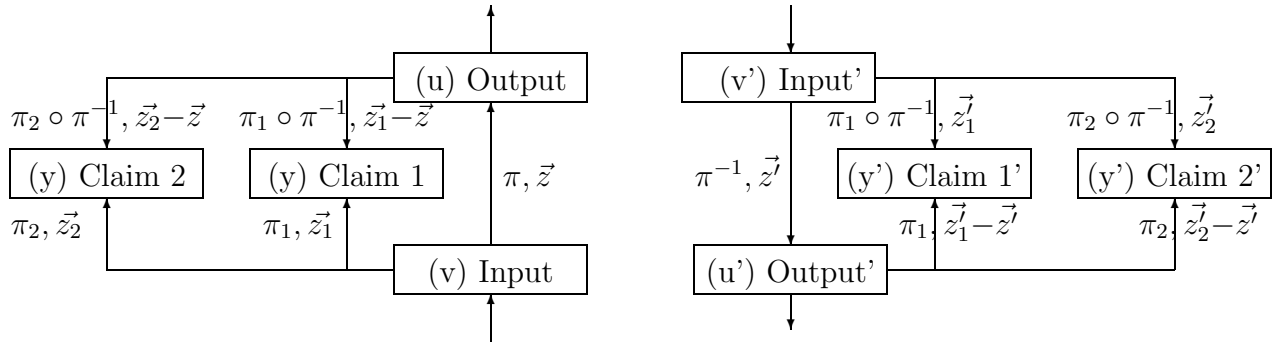 (u) Output
π₂ ∘ π⁻¹, z⃗₂−z⃗ π₁ ∘ π⁻¹, z⃗₁−z⃗
(y) Claim 2 (y) Claim 1 π, z⃗
π₂, z⃗₂ π₁, z⃗₁
(v) Input
(v') Input'
π₁ ∘ π⁻¹, z⃗′₁ π₂ ∘ π⁻¹, z⃗′₂
π⁻¹, z⃗′ (y') Claim 1' (y') Claim 2'
π₁, z⃗′₁−z⃗′ π₂, z⃗′₂−z⃗′
(u') Output'